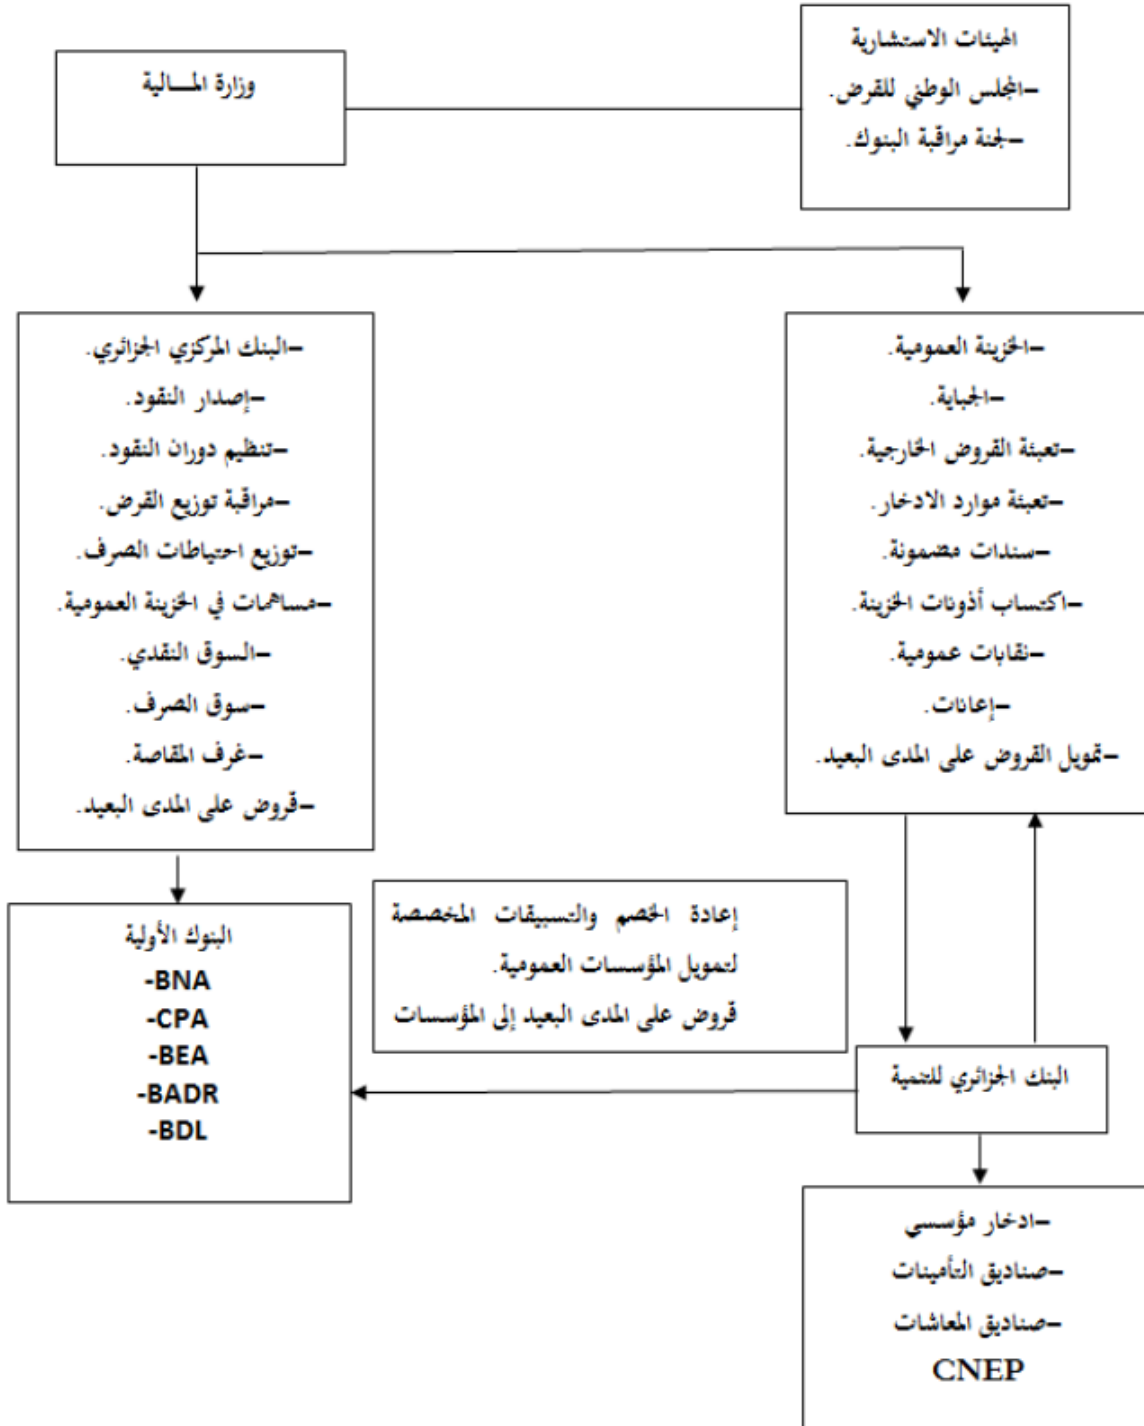 الهيئات الاستشارية
-المجلس الوطني للقرض.
-لجنة مراقبة البنوك.
وزارة المـــالية
-الخزينة العمومية.
-الجباية.
-تعبئة القروض الخارجية.
-تعبئة موارد الادخار.
-سندات مضمونة.
-اكتساب أذونات الخزينة.
-نقابات عمومية.
-إعانات.
-تمويل القروض على المدى البعيد.
-البنك المركزي الجزائري.
-إصدار النقود.
-تنظيم دوران النقود.
-مراقبة توزيع القرض.
-توزيع احتياطات الصرف.
-مساهمات في الخزينة العمومية.
-السوق النقدي.
-سوق الصرف.
-غرف المقاصة.
-قروض على المدى البعيد.
إعادة الخصم والتسبيقات المخصصة
لتمويل المؤسسات العمومية.
قروض على المدى البعيد إلى المؤسسات
البنوك الأولية
-BNA
-CPA
-BEA
-BADR
-BDL
البنك الجزائري للتنمية
-ادخار مؤسسي
-صناديق التأمينات
-صناديق المعاشات
CNEP